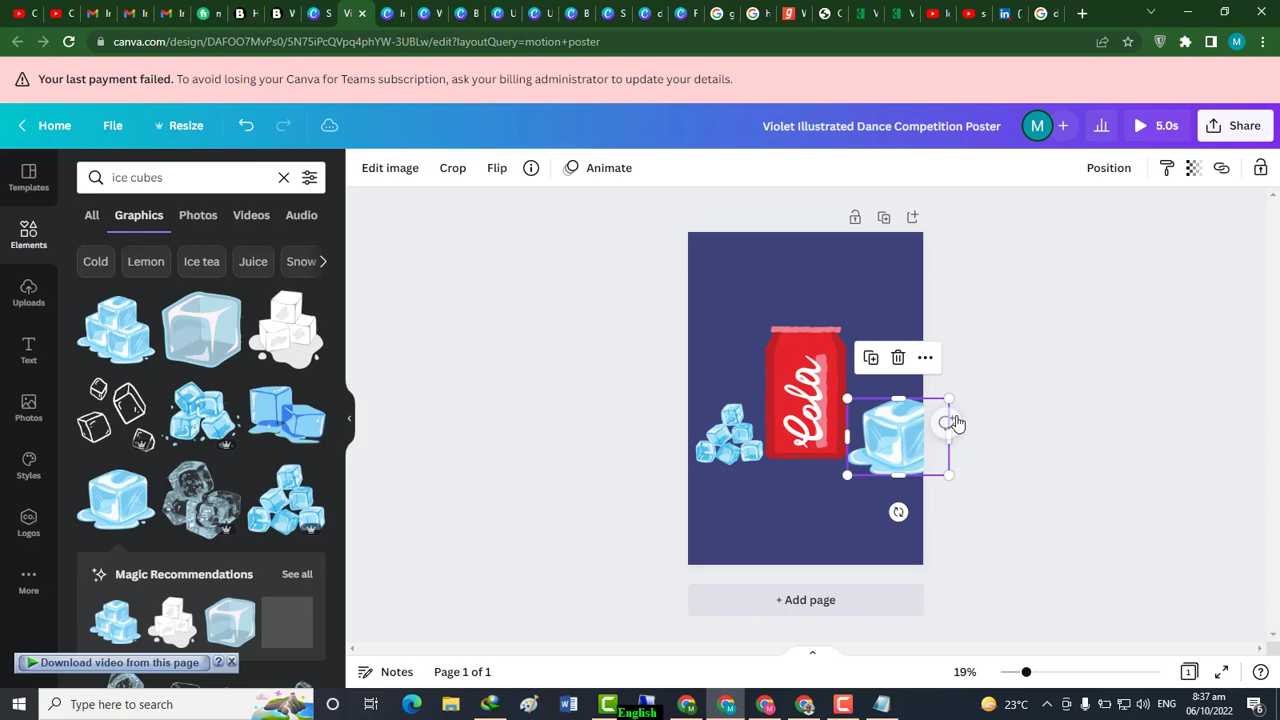 canva.com/design/DAFOO7MvPs0/5N75iPcQVpq4phYW-3UBLw/edit?layoutQuery=motion+poster
Your last payment failed. To avoid losing your Canva for Teams subscription, ask your billing administrator to update your details.
Home File Resize Violet Illustrated Dance Competition Poster M 5.0s Share
Templates
Elements
Uploads
Text
Photos
Styles
Logos
More
ice cubes
All Graphics Photos Videos Audio
Cold Lemon Ice tea Juice Snow
Magic Recommendations See all
Download video from this page ? X
Edit image Crop Flip Animate Position
Cola
+ Add page
Notes Page 1 of 1 19% 1
Type here to search
English
23°C ENG 8:37 am
06/10/2022 6